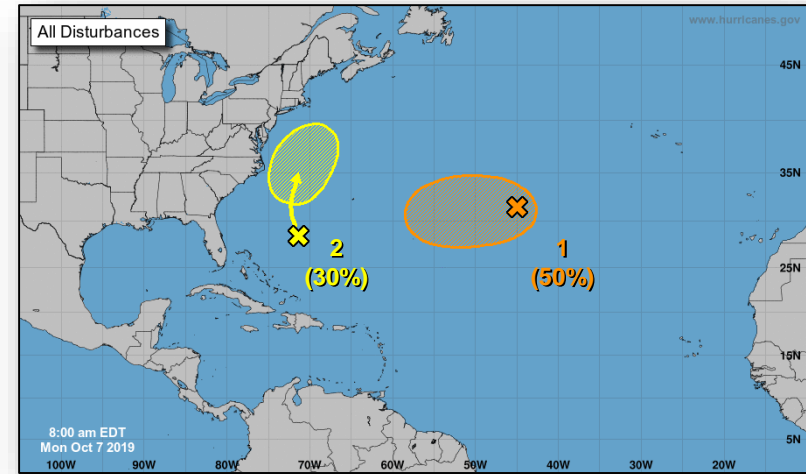 All Disturbances
www.hurricanes.gov
45N
35N
2
(30%)
1
(50%)
25N
15N
8:00 am EDT
Mon Oct 7 2019
5N
100W 90W 80W 70W 60W 50W 40W 30W 20W